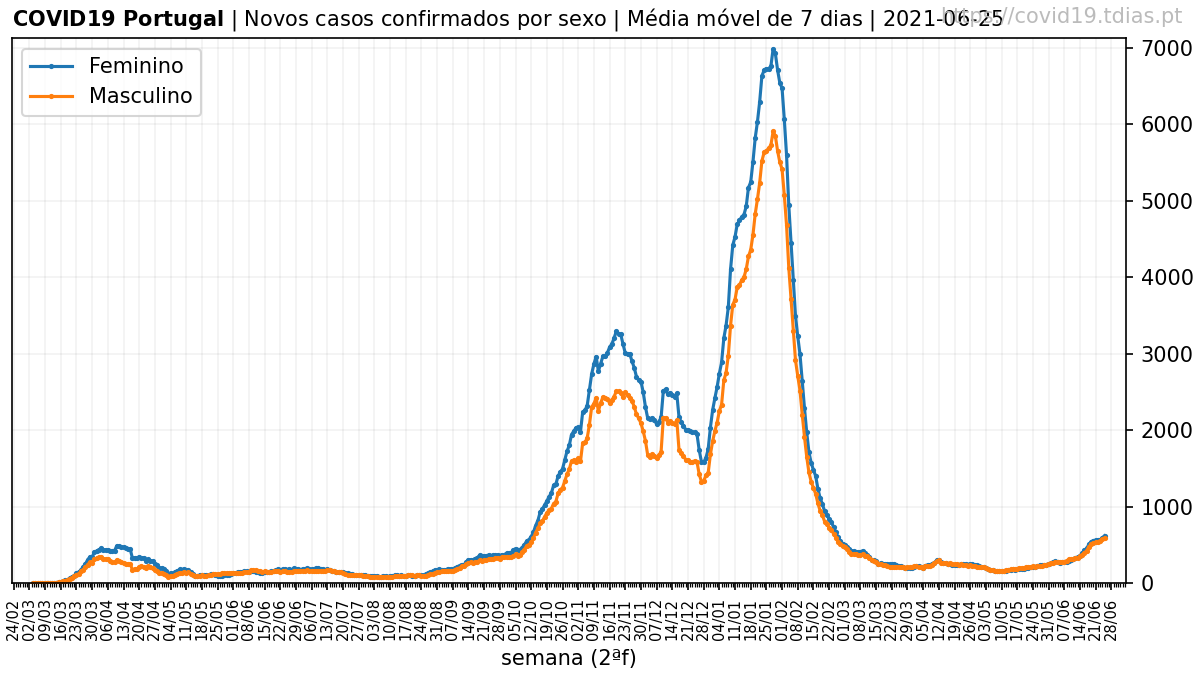 COVID19 Portugal | Novos casos confirmados por sexo | Média móvel de 7 dias | 2021-06-25
https://covid19.tdias.pt
Feminino
Masculino
7000
6000
5000
4000
3000
2000
1000
0
24/02 02/03 09/03 16/03 23/03 30/03 06/04 13/04 20/04 27/04 04/05 11/05 18/05 25/05 01/06 08/06 15/06 22/06 29/06 06/07 13/07 20/07 27/07 03/08 10/08 17/08 24/08 31/08 07/09 14/09 21/09 28/09 05/10 12/10 19/10 26/10 02/11 09/11 16/11 23/11 30/11 07/12 14/12 21/12 28/12 04/01 11/01 18/01 25/01 01/02 08/02 15/02 22/02 01/03 08/03 15/03 22/03 29/03 05/04 12/04 19/04 26/04 03/05 10/05 17/05 24/05 31/05 07/06 14/06 21/06 28/06
semana (2ªf)